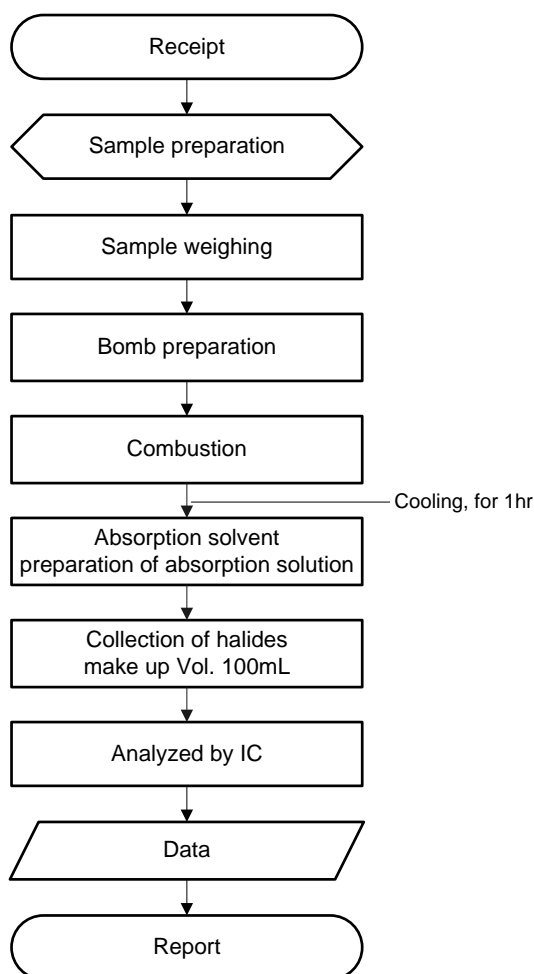 Receipt
Sample preparation
Sample weighing
Bomb preparation
Combustion
Cooling, for 1hr
Absorption solvent
preparation of absorption solution
Collection of halides
make up Vol. 100mL
Analyzed by IC
Data
Report